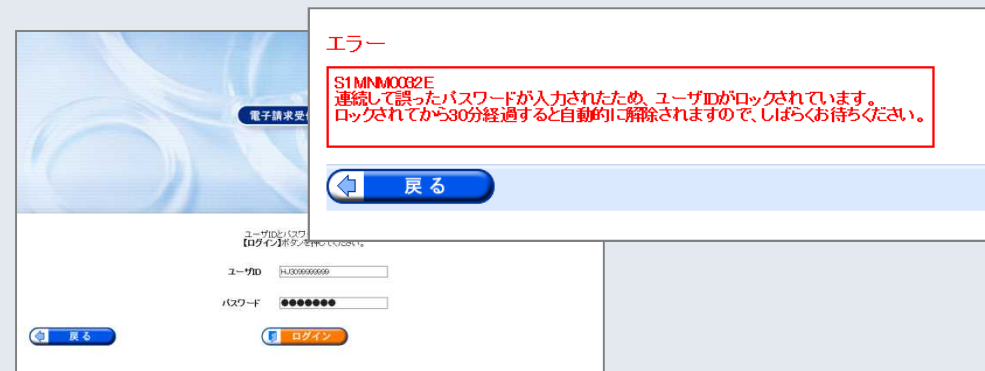 電子請求受
エラー
S1MNM0032E
連続して誤ったパスワードが入力されたため、ユーザIDがロックされています。
ロックされてから30分経過すると自動的に解除されますので、しばらくお待ちください。
戻る
ユーザIDとパスワ
【ログイン】ボタンを押してください。
ユーザID
HJ3099999999
パスワード
●●●●●●●
戻る
ログイン